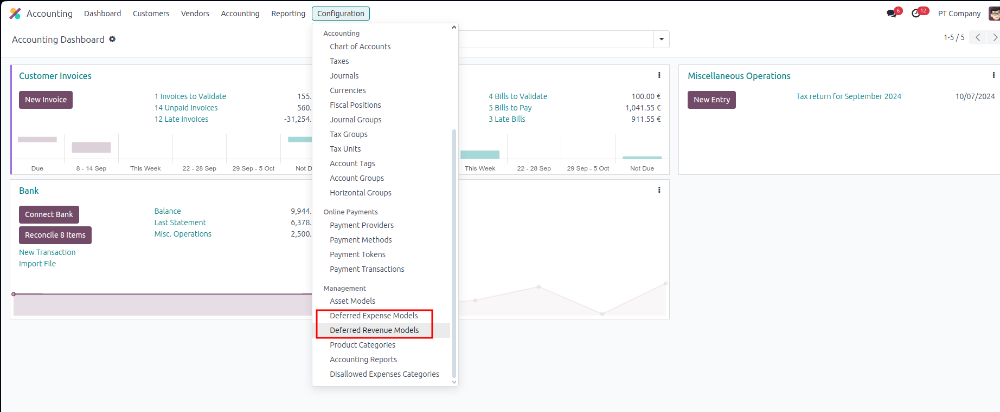 Accounting Dashboard Customers Vendors Accounting Reporting Configuration 6 12 PT Company
Accounting Dashboard 1-5 / 5
Accounting
Chart of Accounts
Taxes
Journals
Currencies
Fiscal Positions
Journal Groups
Tax Groups
Tax Units
Account Tags
Account Groups
Horizontal Groups
Online Payments
Payment Providers
Payment Methods
Payment Tokens
Payment Transactions
Management
Asset Models
Deferred Expense Models
Deferred Revenue Models
Product Categories
Accounting Reports
Disallowed Expenses Categories
Customer Invoices
New Invoice
1 Invoices to Validate 155.
14 Unpaid Invoices 560.
12 Late Invoices -31,254.
Due 8 - 14 Sep This Week 22 - 28 Sep 29 Sep - 5 Oct Not D
4 Bills to Validate 100.00 €
5 Bills to Pay 1,041.55 €
3 Late Bills 911.55 €
This Week 22 - 28 Sep 29 Sep - 5 Oct Not Due
Miscellaneous Operations
New Entry
Tax return for September 2024 10/07/2024
Bank
Connect Bank
Reconcile 8 Items
New Transaction
Import File
Balance 9,944.
Last Statement 6,378.
Misc. Operations 2,500.